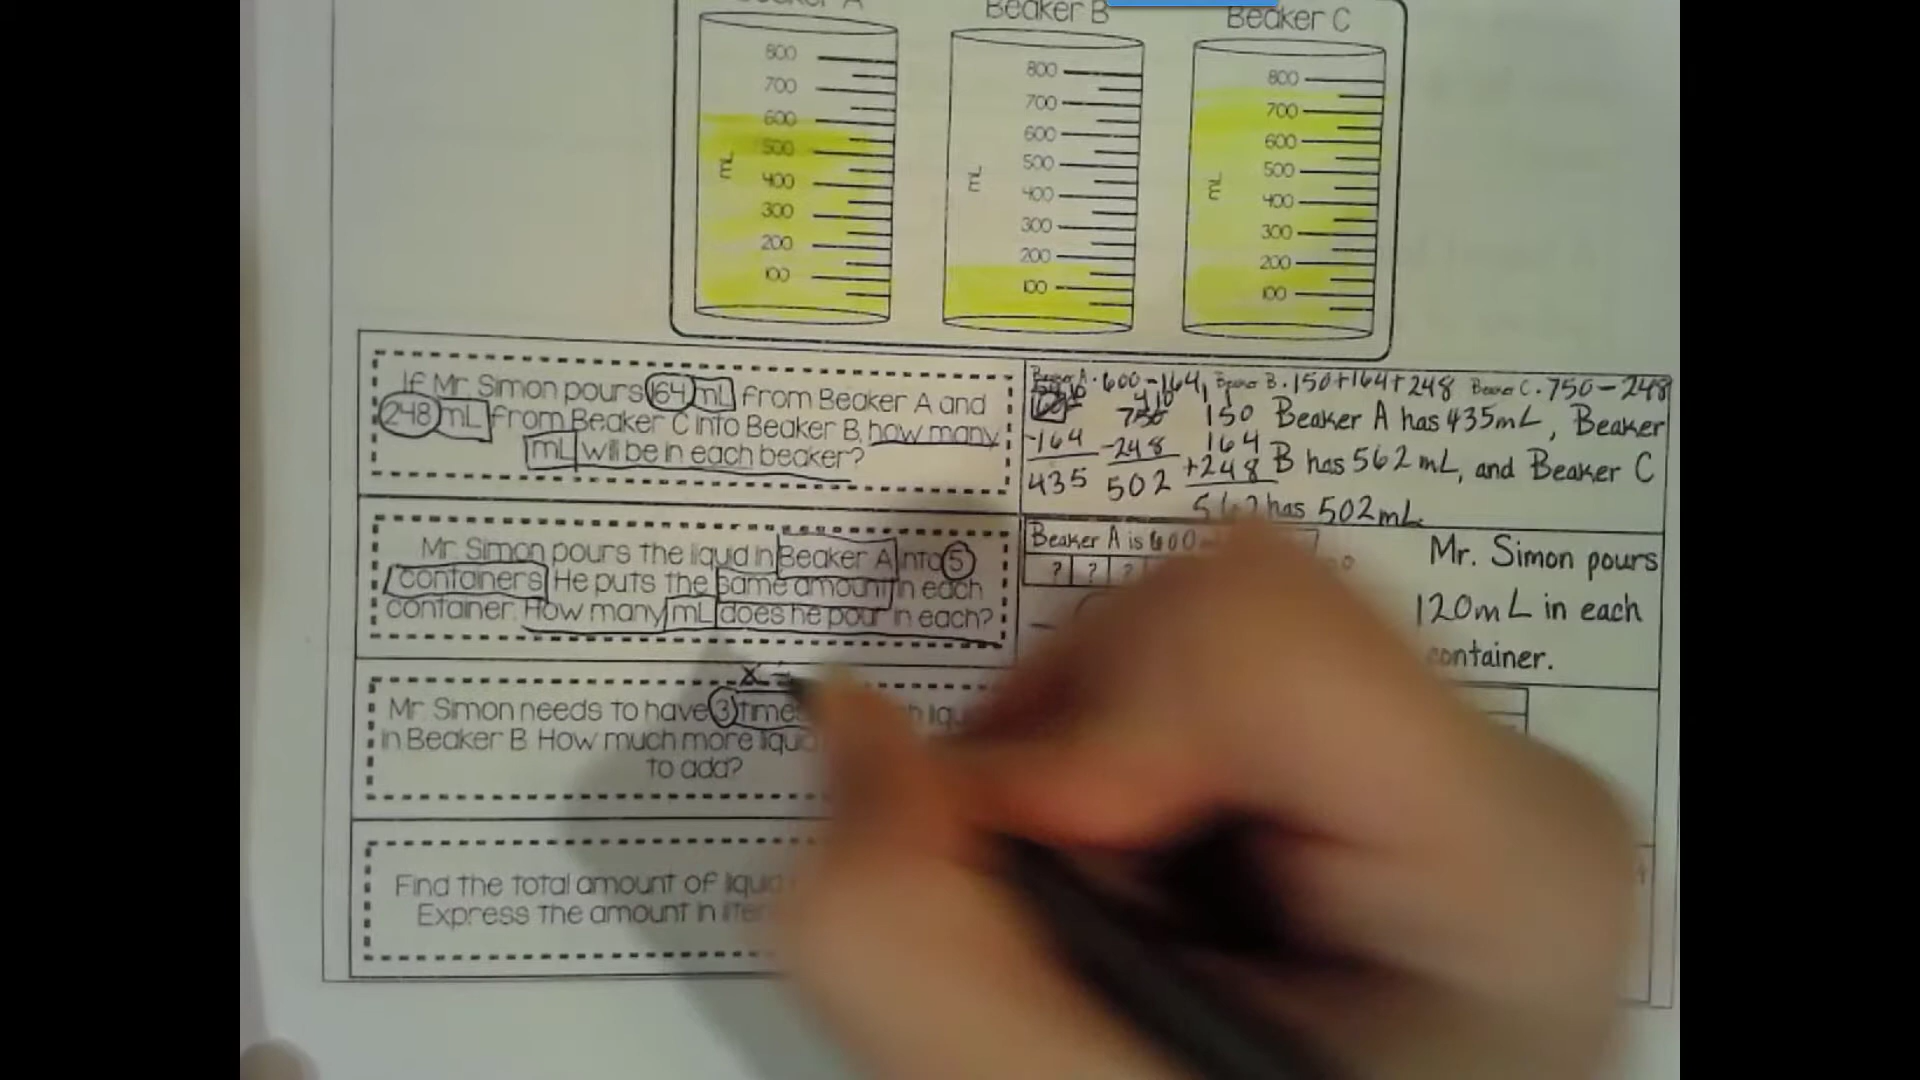 Beaker B
Beaker C
800
700
600
500
400
300
200
100
mL
800
700
600
500
400
300
200
100
mL
800
700
600
500
400
300
200
100
mL
If Mr. Simon pours 164 mL from Beaker A and
248 mL from Beaker C into Beaker B, how many
mL will be in each beaker?
Beaker A. 600-164
Beaker B. 150+164+248
Beaker C. 750-248
-164
435
750
-248
502
150
164
+248
562
Beaker A has 435mL, Beaker
B has 562mL, and Beaker C
has 502mL.
Mr. Simon pours the liquid in Beaker A into 5
containers. He puts the same amount in each
container. How many mL does he pour in each?
Beaker A is 600
? ? ?
Mr. Simon pours
120mL in each
container.
x
Mr. Simon needs to have 3 times
in Beaker B. How much more
to add?
Find the total amount of
Express the amount in